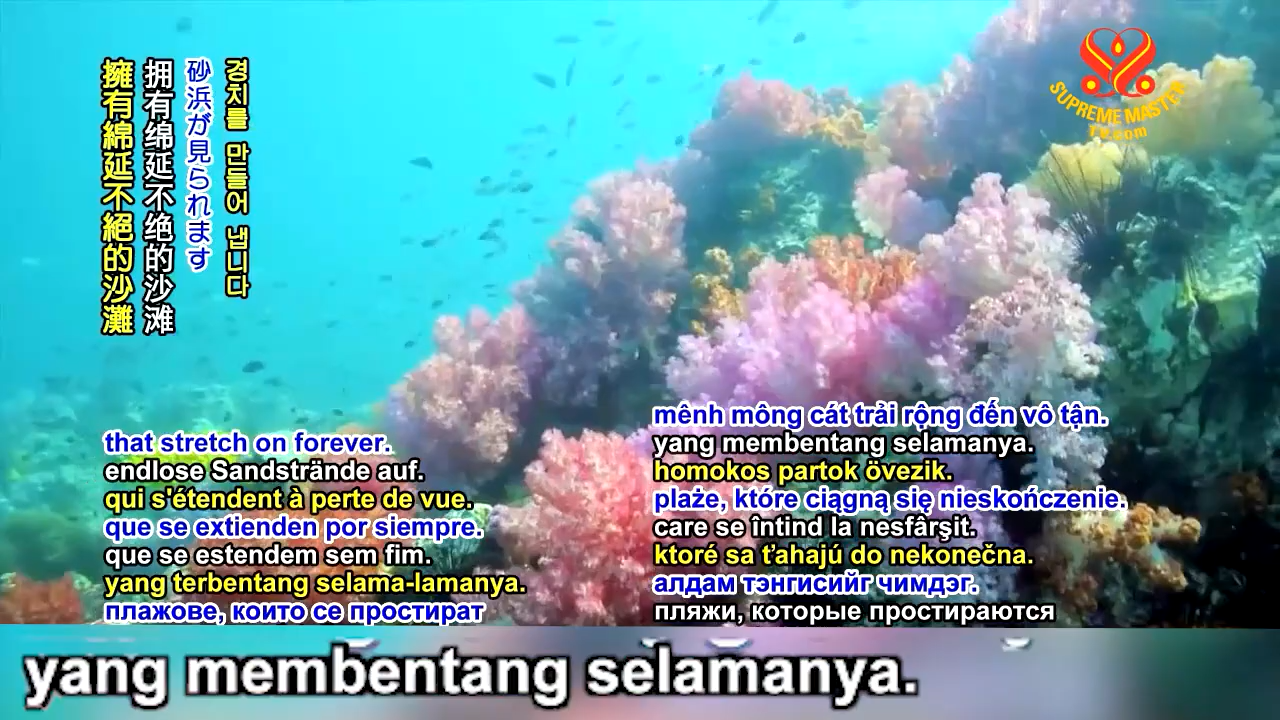 擁有綿延不絕的沙灘
拥有绵延不绝的沙滩
砂浜が見られます
경치를 만들어 냅니다
SUPREME MASTER
TV.com
that stretch on forever.
endlose Sandstrände auf.
qui s'étendent à perte de vue.
que se extienden por siempre.
que se estendem sem fim.
yang terbentang selama-lamanya.
плажове, които се простират
mênh mông cát trải rộng đến vô tận.
yang membentang selamanya.
homokos partok övezik.
plaże, które ciągną się nieskończenie.
care se întind la nesfârşit.
ktoré sa ťahajú do nekonečna.
алдам тэнгисийг чимдэг.
пляжи, которые простираются
yang membentang selamanya.